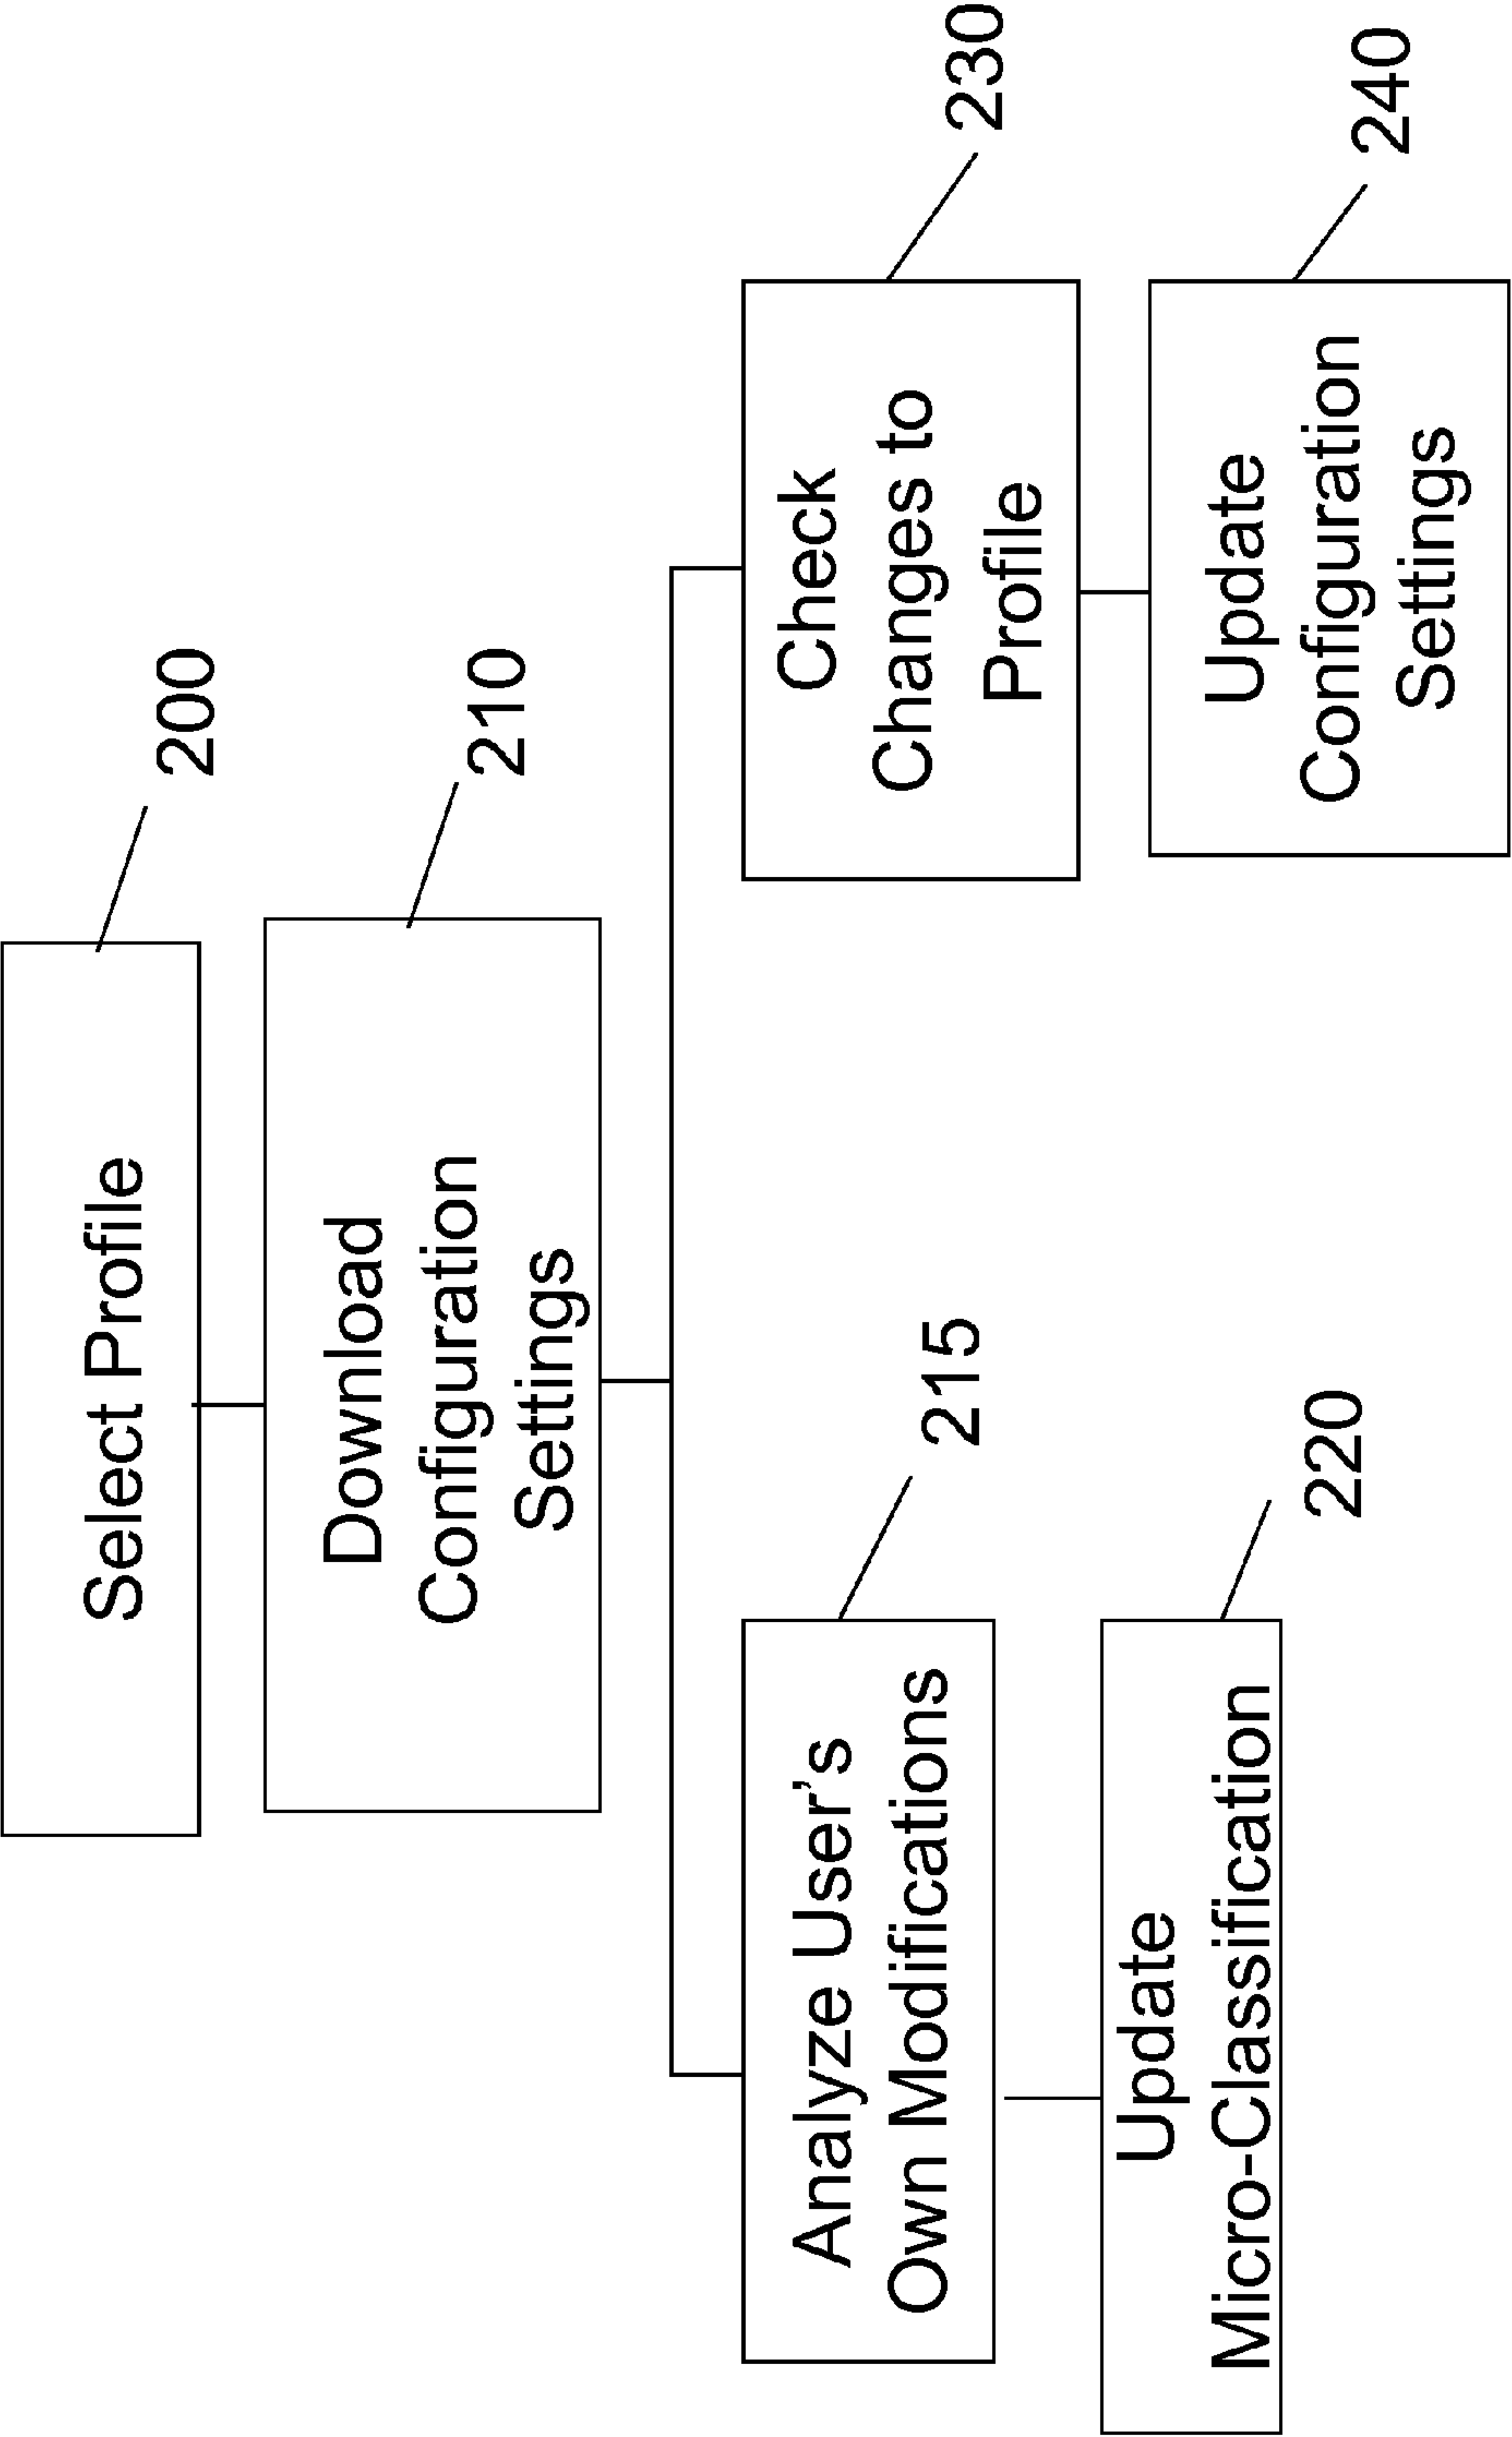 Select Profile
200
Download
Configuration
Settings
210
Analyze User's
Own Modifications
215
Update
Micro-Classification
220
Check
Changes to
Profile
230
Update
Configuration
Settings
240